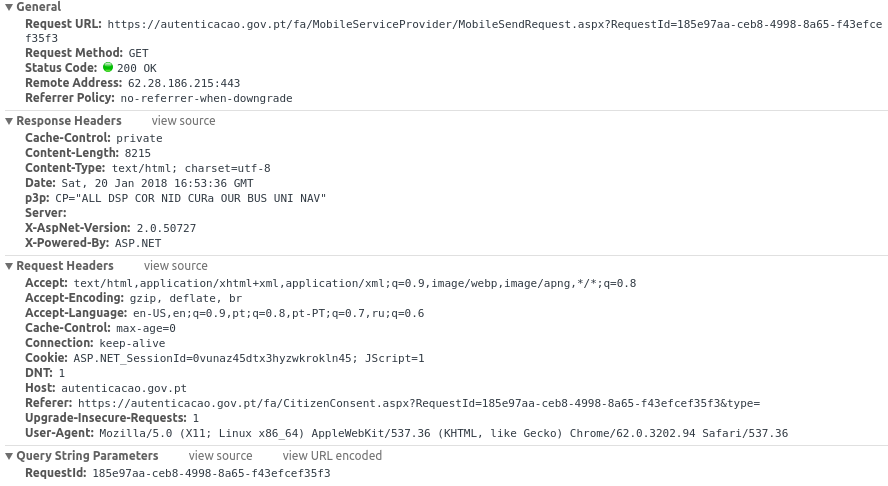 General
Request URL: https://autenticacao.gov.pt/fa/MobileServiceProvider/MobileSendRequest.aspx?RequestId=185e97aa-ceb8-4998-8a65-f43efce
f35f3
Request Method: GET
Status Code: 200 OK
Remote Address: 62.28.186.215:443
Referrer Policy: no-referrer-when-downgrade
Response Headers view source
Cache-Control: private
Content-Length: 8215
Content-Type: text/html; charset=utf-8
Date: Sat, 20 Jan 2018 16:53:36 GMT
p3p: CP="ALL DSP COR NID CURa OUR BUS UNI NAV"
Server:
X-AspNet-Version: 2.0.50727
X-Powered-By: ASP.NET
Request Headers view source
Accept: text/html,application/xhtml+xml,application/xml;q=0.9,image/webp,image/apng,*/*;q=0.8
Accept-Encoding: gzip, deflate, br
Accept-Language: en-US,en;q=0.9,pt;q=0.8,pt-PT;q=0.7,ru;q=0.6
Cache-Control: max-age=0
Connection: keep-alive
Cookie: ASP.NET_SessionId=0vunaz45dtx3hyzwkrokln45; JScript=1
DNT: 1
Host: autenticacao.gov.pt
Referer: https://autenticacao.gov.pt/fa/CitizenConsent.aspx?RequestId=185e97aa-ceb8-4998-8a65-f43efcef35f3&type=
Upgrade-Insecure-Requests: 1
User-Agent: Mozilla/5.0 (X11; Linux x86_64) AppleWebKit/537.36 (KHTML, like Gecko) Chrome/62.0.3202.94 Safari/537.36
Query String Parameters view source view URL encoded
RequestId: 185e97aa-ceb8-4998-8a65-f43efcef35f3